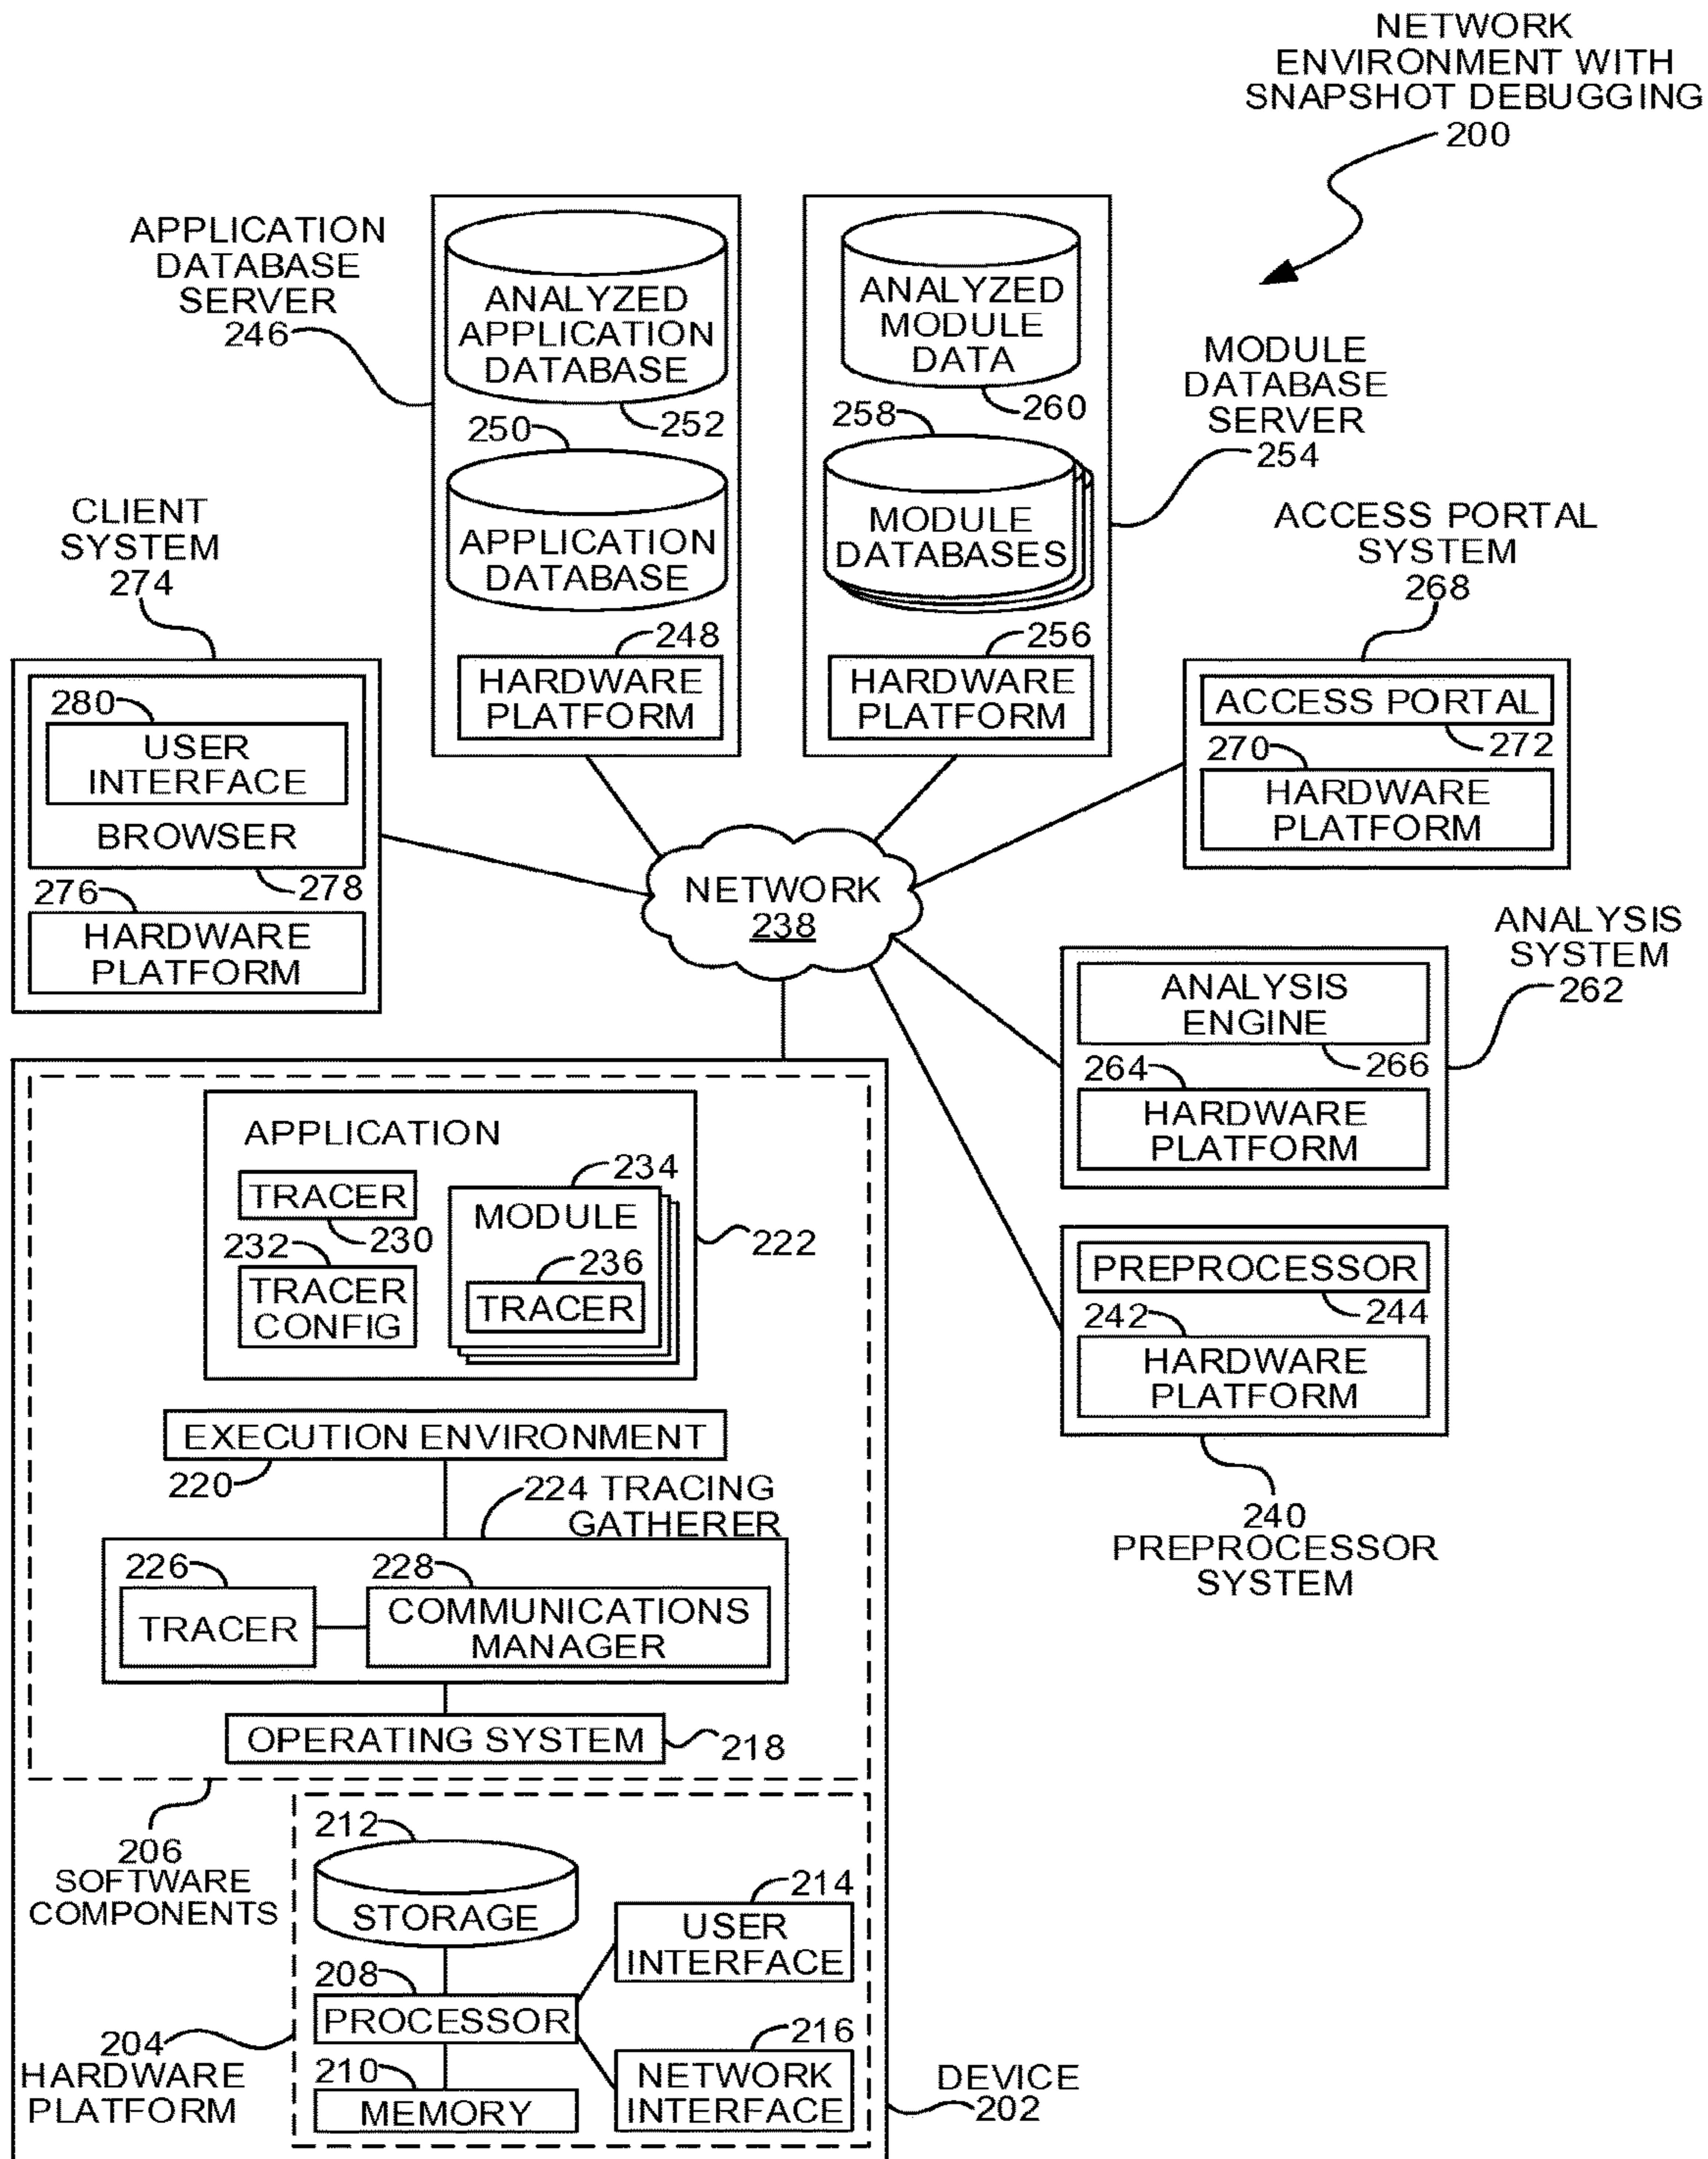 NETWORK
ENVIRONMENT WITH
SNAPSHOT DEBUGGING
200
APPLICATION
DATABASE
SERVER
246
ANALYZED
APPLICATION
DATABASE
252
250
APPLICATION
DATABASE
248
HARDWARE
PLATFORM
ANALYZED
MODULE
DATA
260
258
MODULE
DATABASES
256
HARDWARE
PLATFORM
MODULE
DATABASE
SERVER
254
CLIENT
SYSTEM
274
280
USER
INTERFACE
BROWSER
278
276
HARDWARE
PLATFORM
ACCESS PORTAL
SYSTEM
268
ACCESS PORTAL
272
270
HARDWARE
PLATFORM
NETWORK
238
ANALYSIS
SYSTEM
262
ANALYSIS
ENGINE
266
264
HARDWARE
PLATFORM
PREPROCESSOR
244
242
HARDWARE
PLATFORM
240
PREPROCESSOR
SYSTEM
APPLICATION
TRACER
230
232
TRACER
CONFIG
234
MODULE
236
TRACER
222
EXECUTION ENVIRONMENT
220
224 TRACING
GATHERER
226
TRACER
228
COMMUNICATIONS
MANAGER
OPERATING SYSTEM
218
206
SOFTWARE
COMPONENTS
212
STORAGE
214
USER
INTERFACE
208
PROCESSOR
216
NETWORK
INTERFACE
210
MEMORY
204
HARDWARE
PLATFORM
DEVICE
202